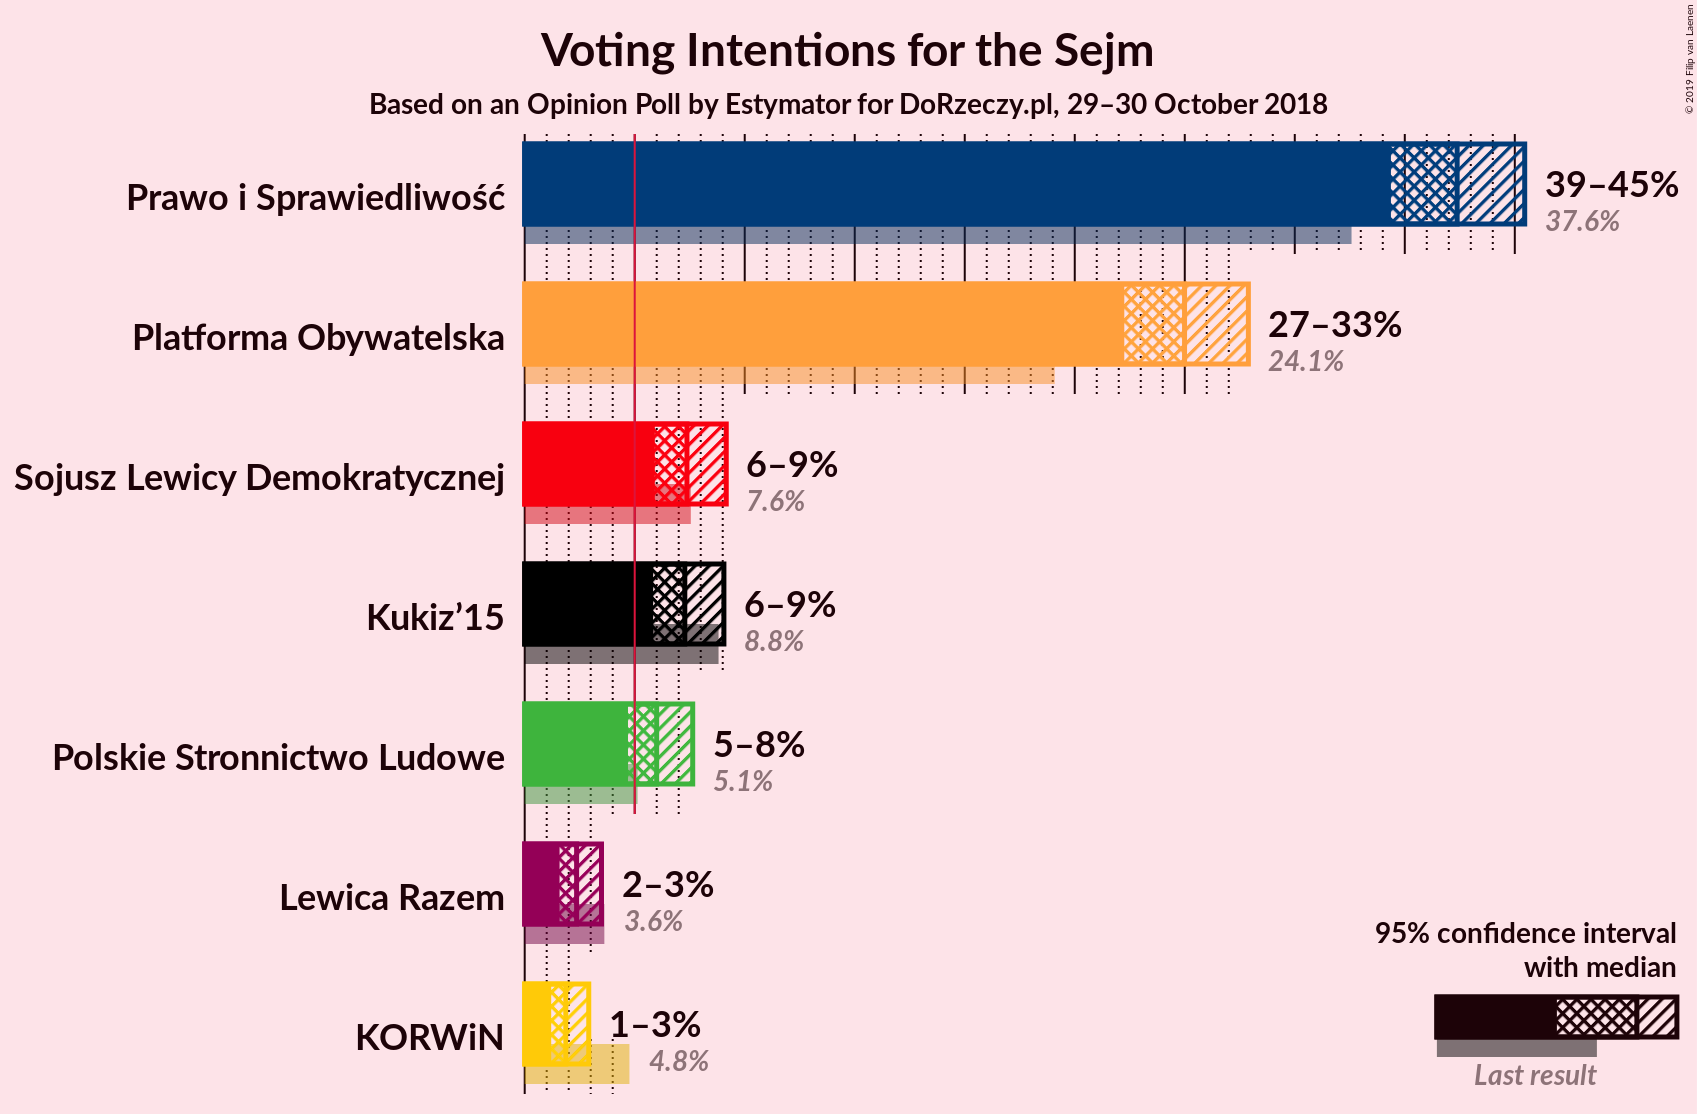 Voting Intentions for the Sejm
Based on an Opinion Poll by Estymator for DoRzeczy.pl, 29–30 October 2018
© 2019 Filip van Laenen
Prawo i Sprawiedliwość
39–45%
37.6%
Platforma Obywatelska
27–33%
24.1%
Sojusz Lewicy Demokratycznej
6–9%
7.6%
Kukiz’15
6–9%
8.8%
Polskie Stronnictwo Ludowe
5–8%
5.1%
Lewica Razem
2–3%
3.6%
KORWiN
1–3%
4.8%
95% confidence interval
with median
Last result